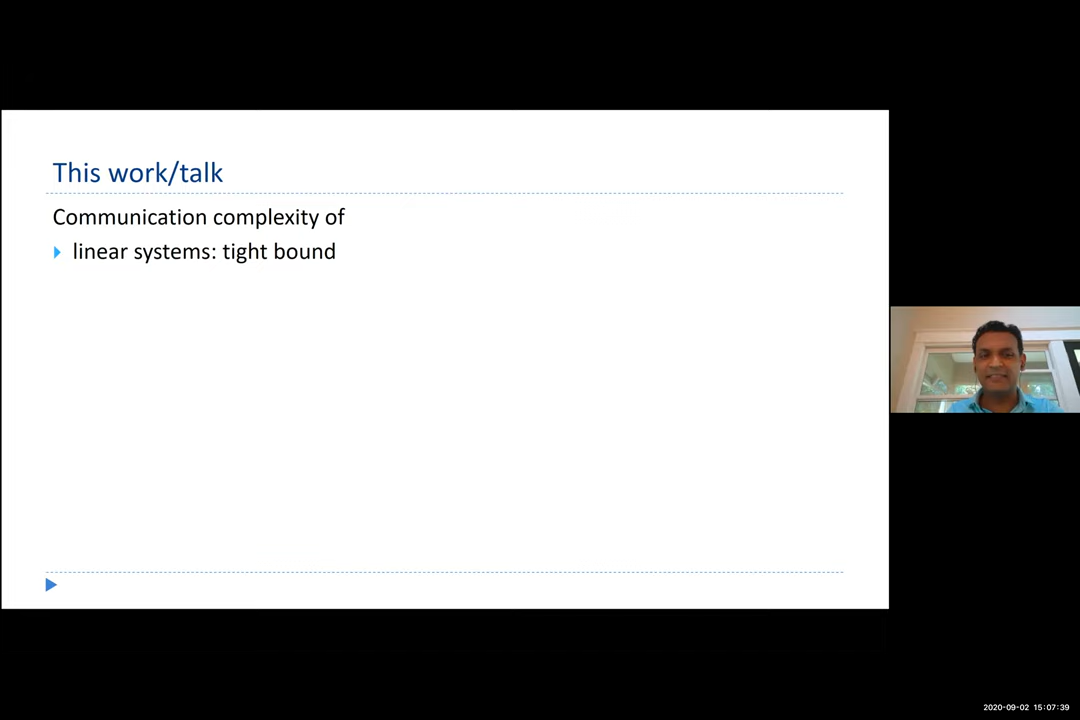 This work/talk
Communication complexity of
linear systems: tight bound
2020-09-02 15:07:39